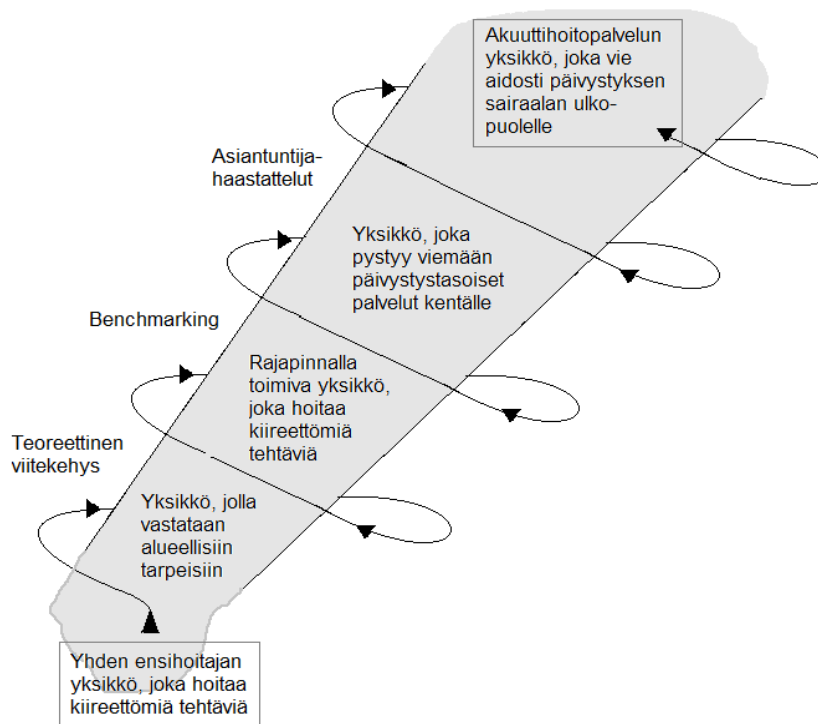 Akuuttihoitopalvelun
yksikkö, joka vie
aidosti päivystyksen
sairaalan ulko-
puolelle
Asiantuntija-
haastattelut
Yksikkö, joka
pystyy viemään
päivystystasoiset
palvelut kentälle
Benchmarking
Rajapinnalla
toimiva yksikkö,
joka hoitaa
kiireettömiä
tehtäviä
Teoreettinen
viitekehys
Yksikkö, jolla
vastataan
alueellisiin
tarpeisiin
Yhden ensihoitajan
yksikkö, joka hoitaa
kiireettömiä tehtäviä